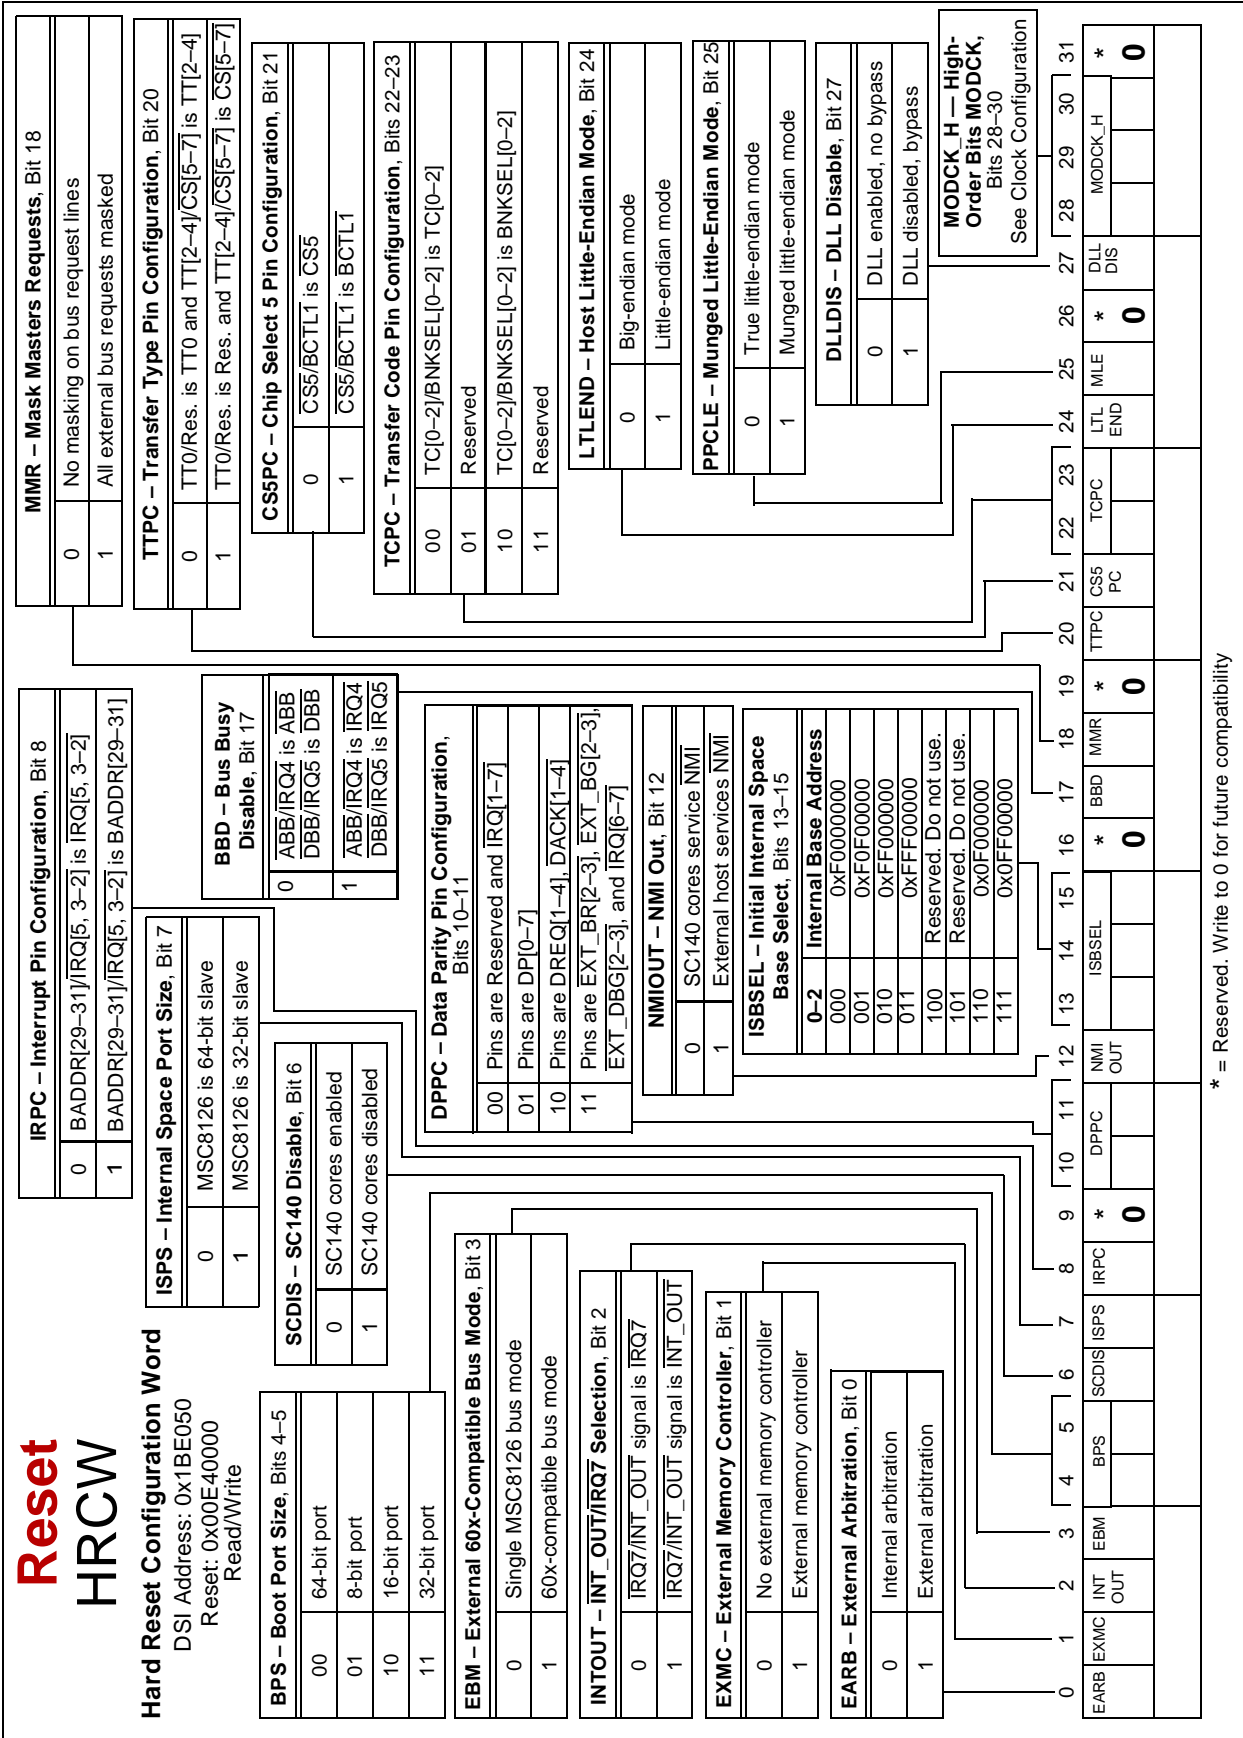 Reset
HRCW
Hard Reset Configuration Word
DSI Address: 0x1BE050
Reset: 0x00E40000
Read/Write
IRPC – Interrupt Pin Configuration, Bit 8
0 BADDR[29–31]/IRQ[5, 3–2] is IRQ[5, 3–2]
1 BADDR[29–31]/IRQ[5, 3–2] is BADDR[29–31]
ISPS – Internal Space Port Size, Bit 7
0 MSC8126 is 64-bit slave
1 MSC8126 is 32-bit slave
SCDIS – SC140 Disable, Bit 6
0 SC140 cores enabled
1 SC140 cores disabled
BPS – Boot Port Size, Bits 4–5
00 64-bit port
01 8-bit port
10 16-bit port
11 32-bit port
EBM – External 60x-Compatible Bus Mode, Bit 3
0 Single MSC8126 bus mode
1 60x-compatible bus mode
INTOUT – INT_OUT/IRQ7 Selection, Bit 2
0 IRQ7/INT_OUT signal is IRQ7
1 IRQ7/INT_OUT signal is INT_OUT
EXMC – External Memory Controller, Bit 1
0 No external memory controller
1 External memory controller
EARB – External Arbitration, Bit 0
0 Internal arbitration
1 External arbitration
BBD – Bus Busy
Disable, Bit 17
0 ABB/IRQ4 is ABB
DBB/IRQ5 is DBB
1 ABB/IRQ4 is IRQ4
DBB/IRQ5 is IRQ5
DPPC – Data Parity Pin Configuration,
Bits 10–11
00 Pins are Reserved and IRQ[1–7]
01 Pins are DP[0–7]
10 Pins are DREQ[1–4], DACK[1–4]
11 Pins are EXT_BR[2–3], EXT_BG[2–3],
EXT_DBG[2–3], and IRQ[6–7]
NMIOUT – NMI Out, Bit 12
0 SC140 cores service NMI
1 External host services NMI
ISBSEL – Initial Internal Space
Base Select, Bits 13–15
0–2 Internal Base Address
000 0xF0000000
001 0xF0F00000
010 0xFF000000
011 0xFFF00000
100 Reserved. Do not use.
101 Reserved. Do not use.
110 0x0F000000
111 0x0FF00000
MMR – Mask Masters Requests, Bit 18
0 No masking on bus request lines
1 All external bus requests masked
TTPC – Transfer Type Pin Configuration, Bit 20
0 TT0/Res. is TT0 and TT[2–4]/CS[5–7] is TT[2–4]
1 TT0/Res. is Res. and TT[2–4]/CS[5–7] is CS[5–7]
CS5PC – Chip Select 5 Pin Configuration, Bit 21
0 CS5/BCTL1 is CS5
1 CS5/BCTL1 is BCTL1
TCPC – Transfer Code Pin Configuration, Bits 22–23
00 TC[0–2]/BNKSEL[0–2] is TC[0–2]
01 Reserved
10 TC[0–2]/BNKSEL[0–2] is BNKSEL[0–2]
11 Reserved
LTLEND – Host Little-Endian Mode, Bit 24
0 Big-endian mode
1 Little-endian mode
PPCLE – Munged Little-Endian Mode, Bit 25
0 True little-endian mode
1 Munged little-endian mode
DLLDIS – DLL Disable, Bit 27
0 DLL enabled, no bypass
1 DLL disabled, bypass
MODCK_H — High-
Order Bits MODCK,
Bits 28–30
See Clock Configuration
0 1 2 3 4 5 6 7 8 9 10 11 12 13 14 15 16 17 18 19 20 21 22 23 24 25 26 27 28 29 30 31
EARB EXMC INT OUT EBM BPS SCDIS ISPS IRPC * DPPC NMI OUT ISBSEL * BBD MMR * TTPC CS5 PC TCPC LTL END MLE * DLL DIS MODCK_H *
0 0 0 0 0
* = Reserved. Write to 0 for future compatibility